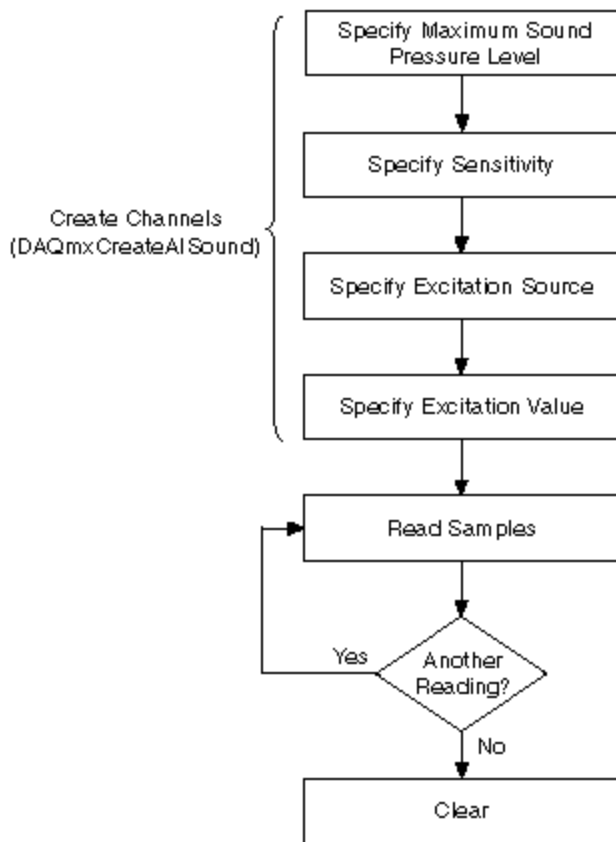 Specify Maximum Sound
Pressure Level
Specify Sensitivity
Create Channels
(DAQmxCreateAISound)
Specify Excitation Source
Specify Excitation Value
Read Samples
Yes
Another
Reading?
No
Clear